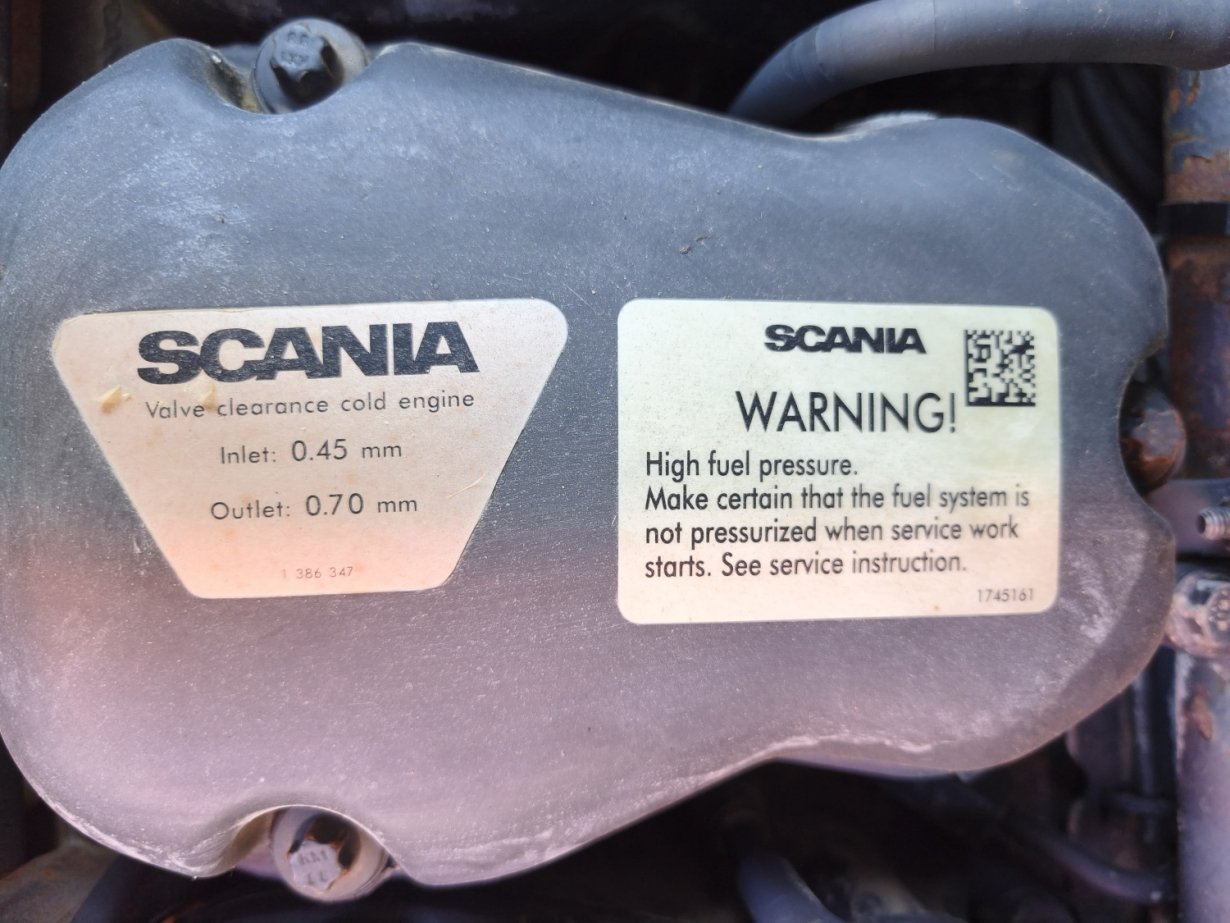 SCANIA
Valve clearance cold engine
Inlet: 0.45 mm
Outlet: 0.70 mm
1 386 347
SCANIA
WARNING!
High fuel pressure.
Make certain that the fuel system is
not pressurized when service work
starts. See service instruction.
1745161